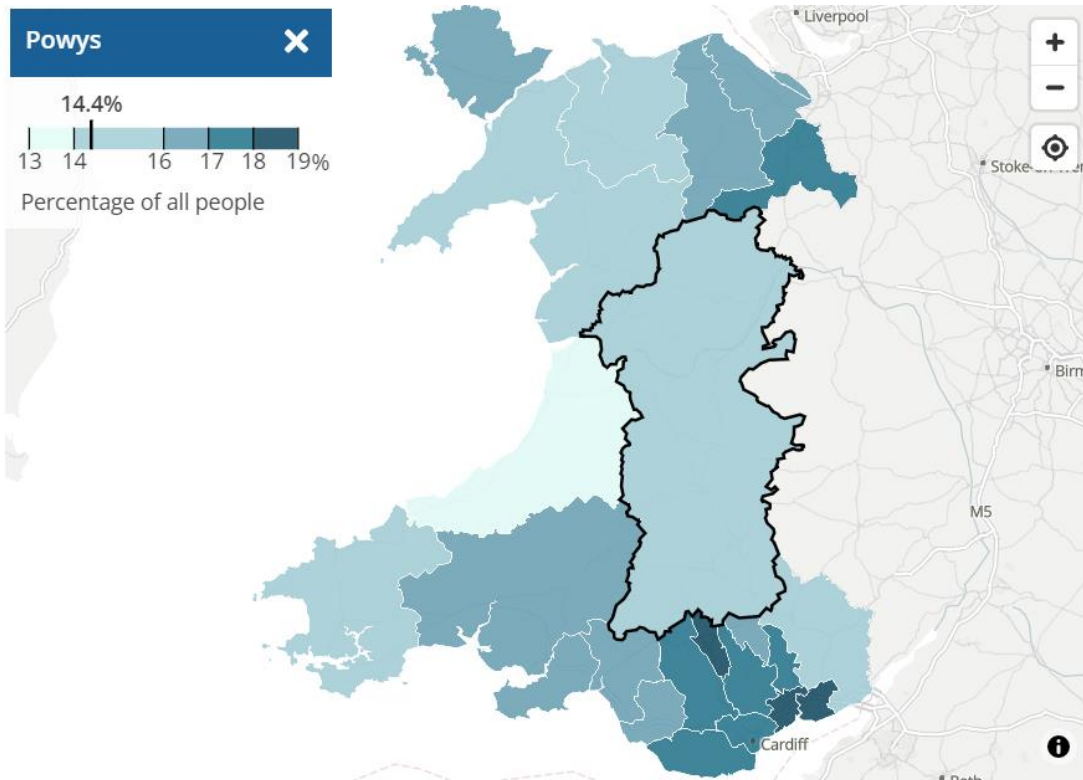 Powys
14.4%
13 14 16 17 18 19%
Percentage of all people
Liverpool
+
−
M5
Cardiff
i